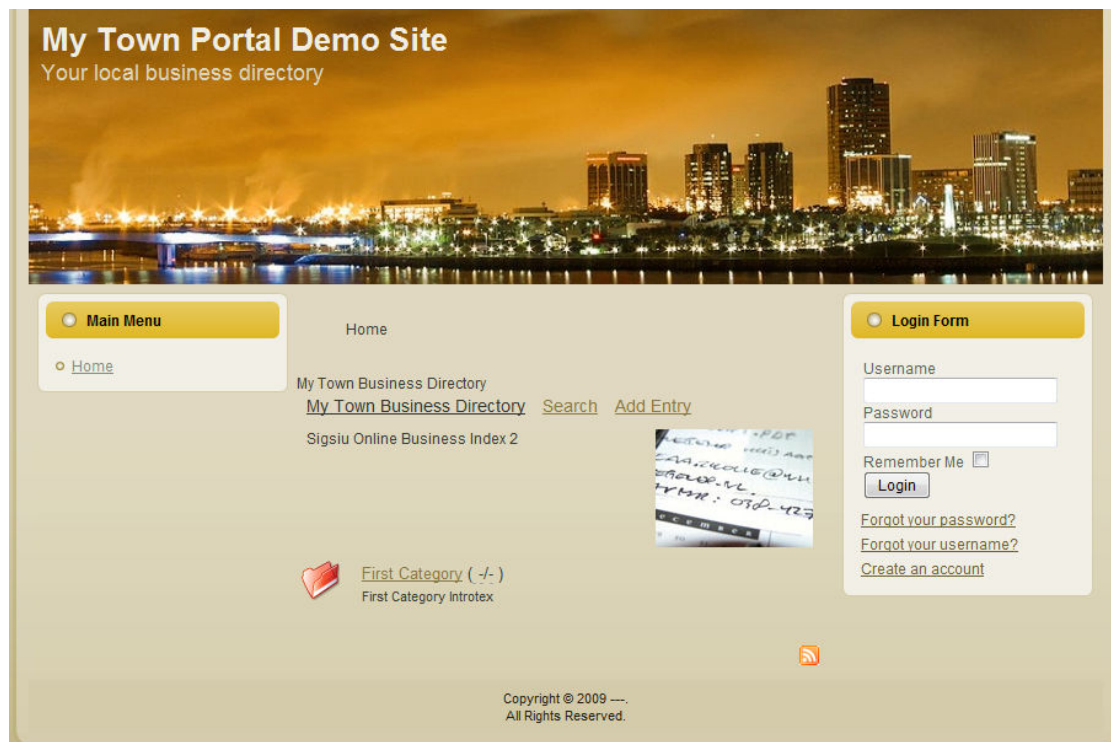 My Town Portal Demo Site
Your local business directory
Main Menu
Home
Home
My Town Business Directory
My Town Business Directory Search Add Entry
Sigsiu Online Business Index 2
First Category ( -/- )
First Category Introtex
Login Form
Username
Password
Remember Me
Login
Forgot your password?
Forgot your username?
Create an account
Copyright © 2009 ---.
All Rights Reserved.